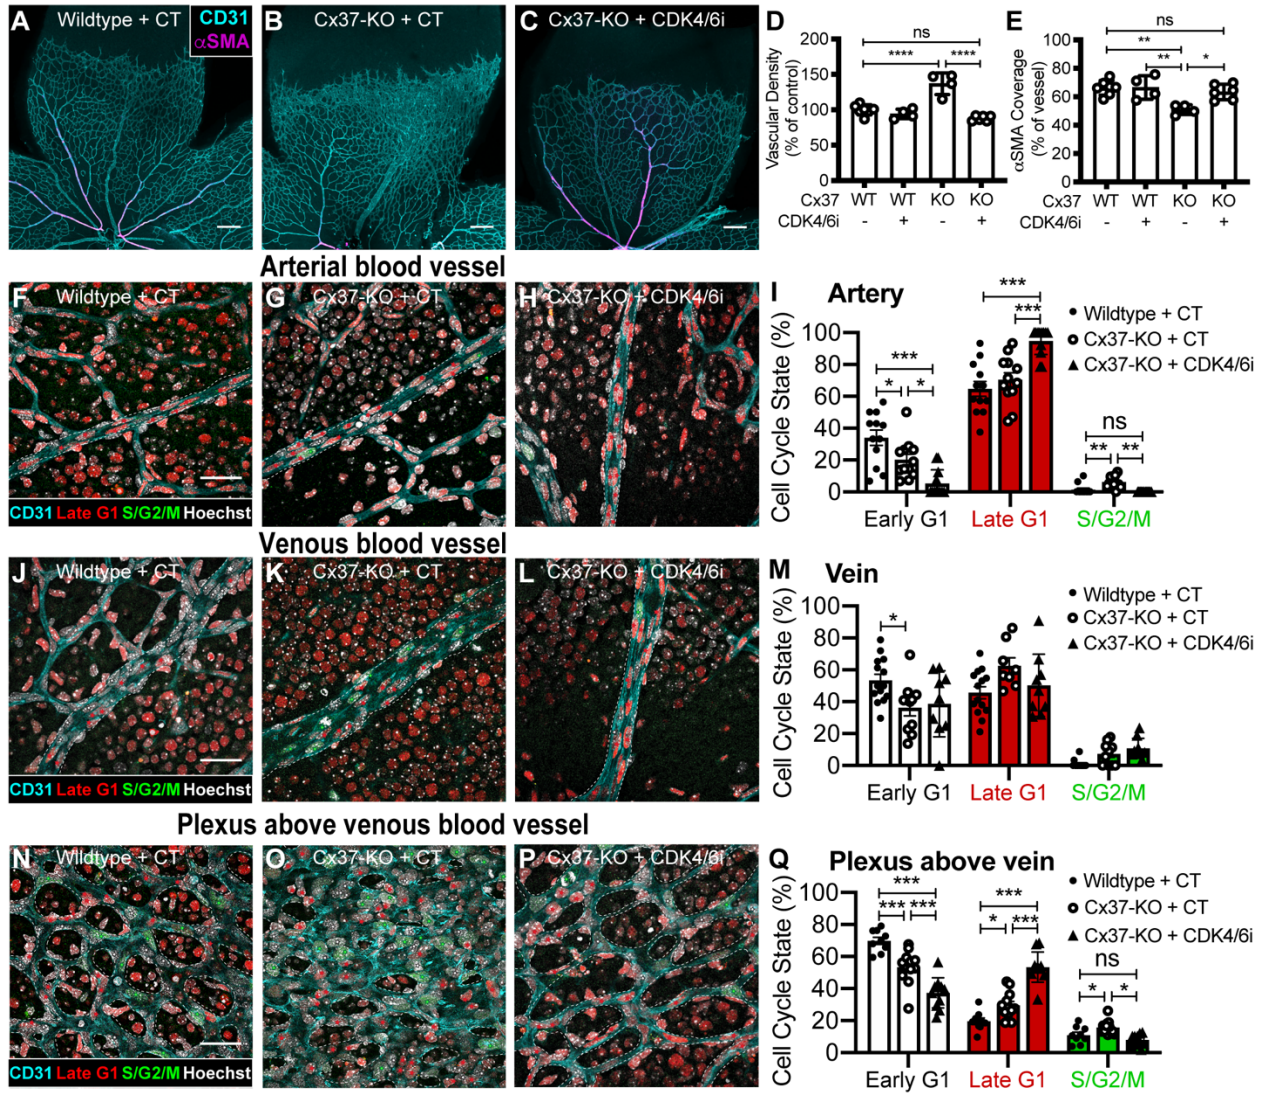 A Wildtype + CT CD31
αSMA
B Cx37-KO + CT
C Cx37-KO + CDK4/6i
D
ns
**** ****
Vascular Density
(% of control)
200
150
100
50
0
Cx37 WT WT KO KO
CDK4/6i - + - +
E
ns
**
** *
αSMA Coverage
(% of vessel)
100
80
60
40
20
0
Cx37 WT WT KO KO
CDK4/6i - + - +
Arterial blood vessel
F Wildtype + CT
CD31 Late G1 S/G2/M Hoechst
G Cx37-KO + CT
H Cx37-KO + CDK4/6i
I Artery
Cell Cycle State (%)
100
80
60
40
20
0
***
* *
***
***
ns
** **
Early G1 Late G1 S/G2/M
Wildtype + CT
Cx37-KO + CT
Cx37-KO + CDK4/6i
Venous blood vessel
J Wildtype + CT
CD31 Late G1 S/G2/M Hoechst
K Cx37-KO + CT
L Cx37-KO + CDK4/6i
M Vein
Cell Cycle State (%)
100
80
60
40
20
0
*
Early G1 Late G1 S/G2/M
Wildtype + CT
Cx37-KO + CT
Cx37-KO + CDK4/6i
Plexus above venous blood vessel
N Wildtype + CT
CD31 Late G1 S/G2/M Hoechst
O Cx37-KO + CT
P Cx37-KO + CDK4/6i
Q Plexus above vein
Cell Cycle State (%)
100
80
60
40
20
0
***
*** ***
***
* ***
ns
* *
Early G1 Late G1 S/G2/M
Wildtype + CT
Cx37-KO + CT
Cx37-KO + CDK4/6i